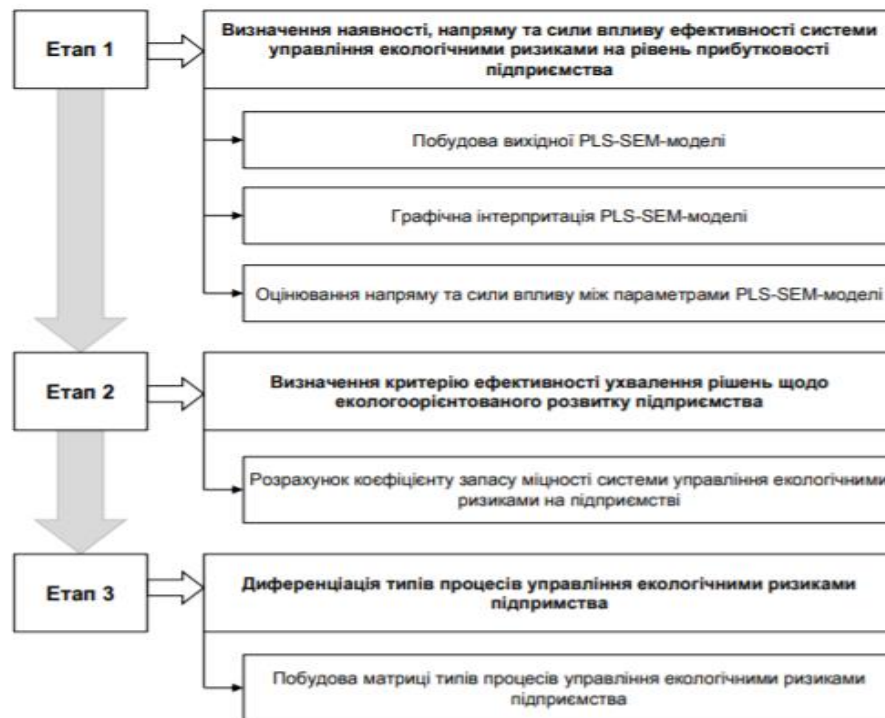 Етап 1
Визначення наявності, напряму та сили впливу ефективності системи
управління екологічними ризиками на рівень прибутковості
підприємства
Побудова вихідної PLS-SEM-моделі
Графічна інтерпритація PLS-SEM-моделі
Оцінювання напряму та сили впливу між параметрами PLS-SEM-моделі
Етап 2
Визначення критерію ефективності ухвалення рішень щодо
екологоорієнтованого розвитку підприємства
Розрахунок коефіцієнту запасу міцності системи управління екологічними
ризиками на підприємстві
Етап 3
Диференціація типів процесів управління екологічними ризиками
підпримства
Побудова матриці типів процесів управління екологічними ризиками
підприємства